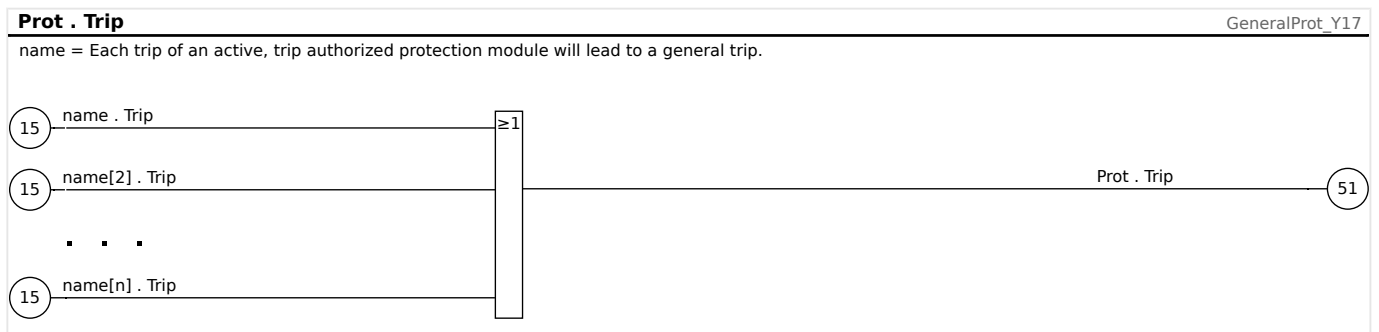 Prot . Trip
GeneralProt_Y17
name = Each trip of an active, trip authorized protection module will lead to a general trip.
name . Trip
15
≥1
name[2] . Trip
15
Prot . Trip
51
. . .
name[n] . Trip
15